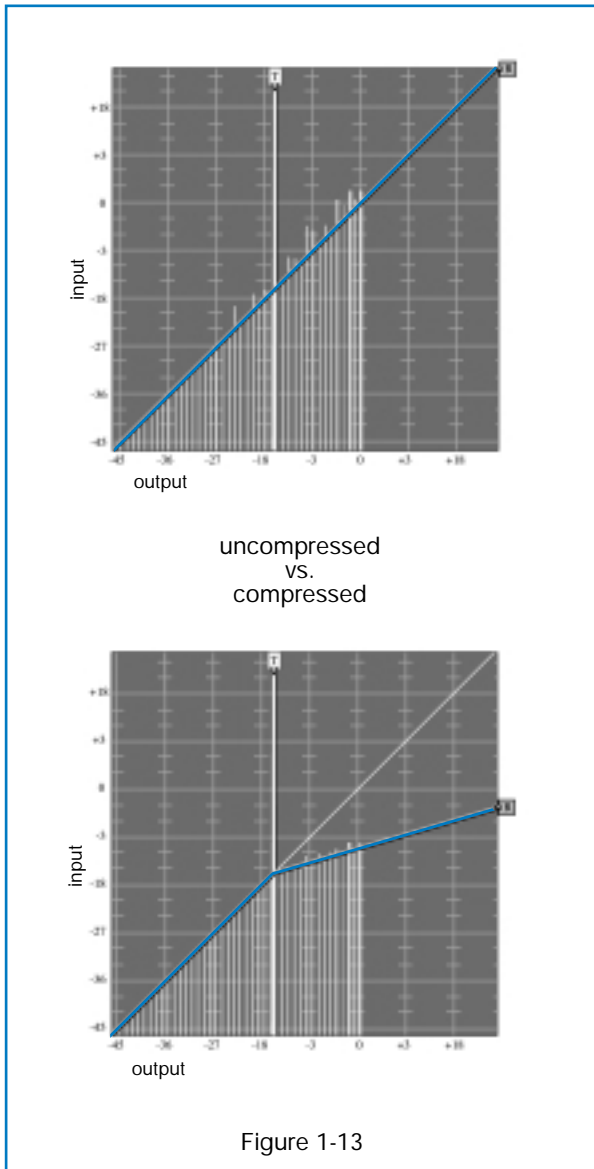 T
R
+18
+3
0
-3
-18
-27
-36
-45
input
-45 -36 -27 -18 -3 0 +3 +18
output
uncompressed
vs.
compressed
T
+18
+3
0
R
-3
-18
-27
-36
-45
input
-45 -36 -27 -18 -3 0 +3 +18
output
Figure 1-13